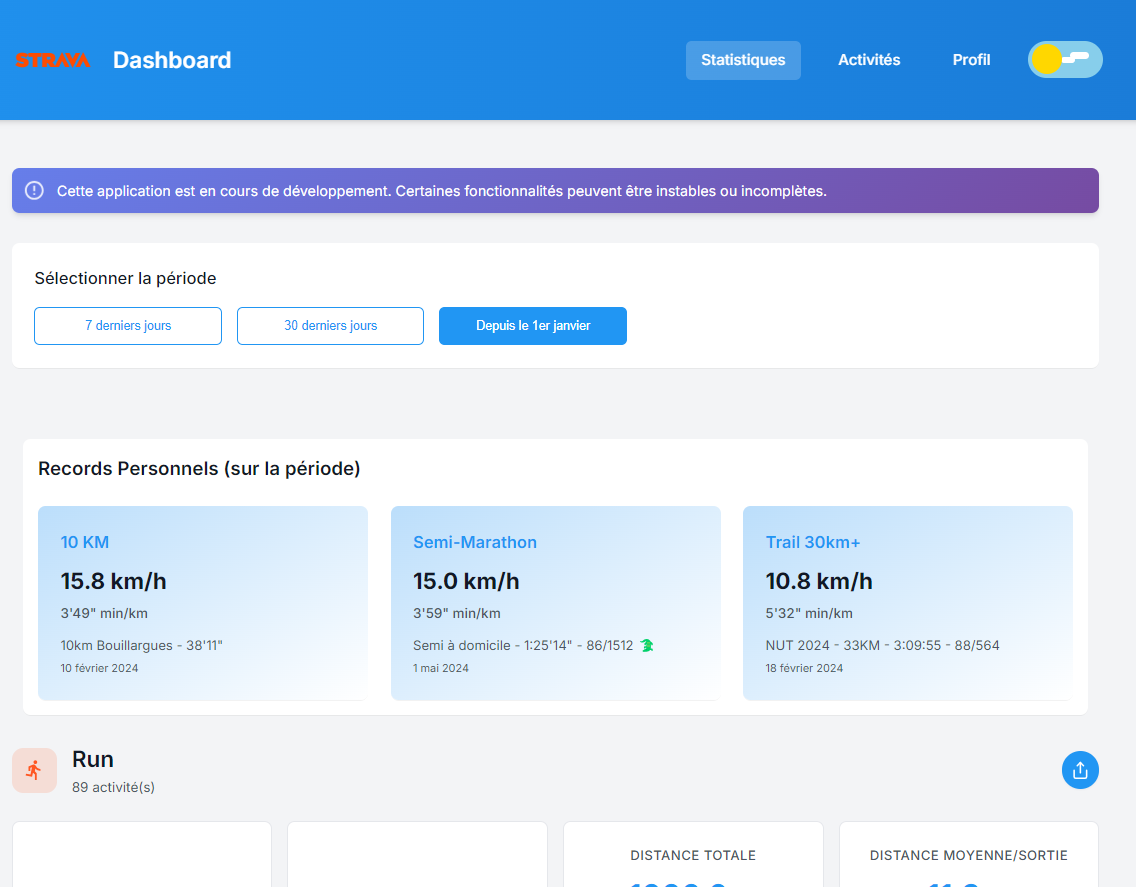 STRAVA Dashboard Statistiques Activités Profil
Cette application est en cours de développement. Certaines fonctionnalités peuvent être instables ou incomplètes.
Sélectionner la période
7 derniers jours 30 derniers jours Depuis le 1er janvier
Records Personnels (sur la période)
10 KM
15.8 km/h
3'49" min/km
10km Bouillargues - 38'11"
10 février 2024
Semi-Marathon
15.0 km/h
3'59" min/km
Semi à domicile - 1:25'14" - 86/1512
1 mai 2024
Trail 30km+
10.8 km/h
5'32" min/km
NUT 2024 - 33KM - 3:09:55 - 88/564
18 février 2024
Run
89 activité(s)
DISTANCE TOTALE
DISTANCE MOYENNE/SORTIE